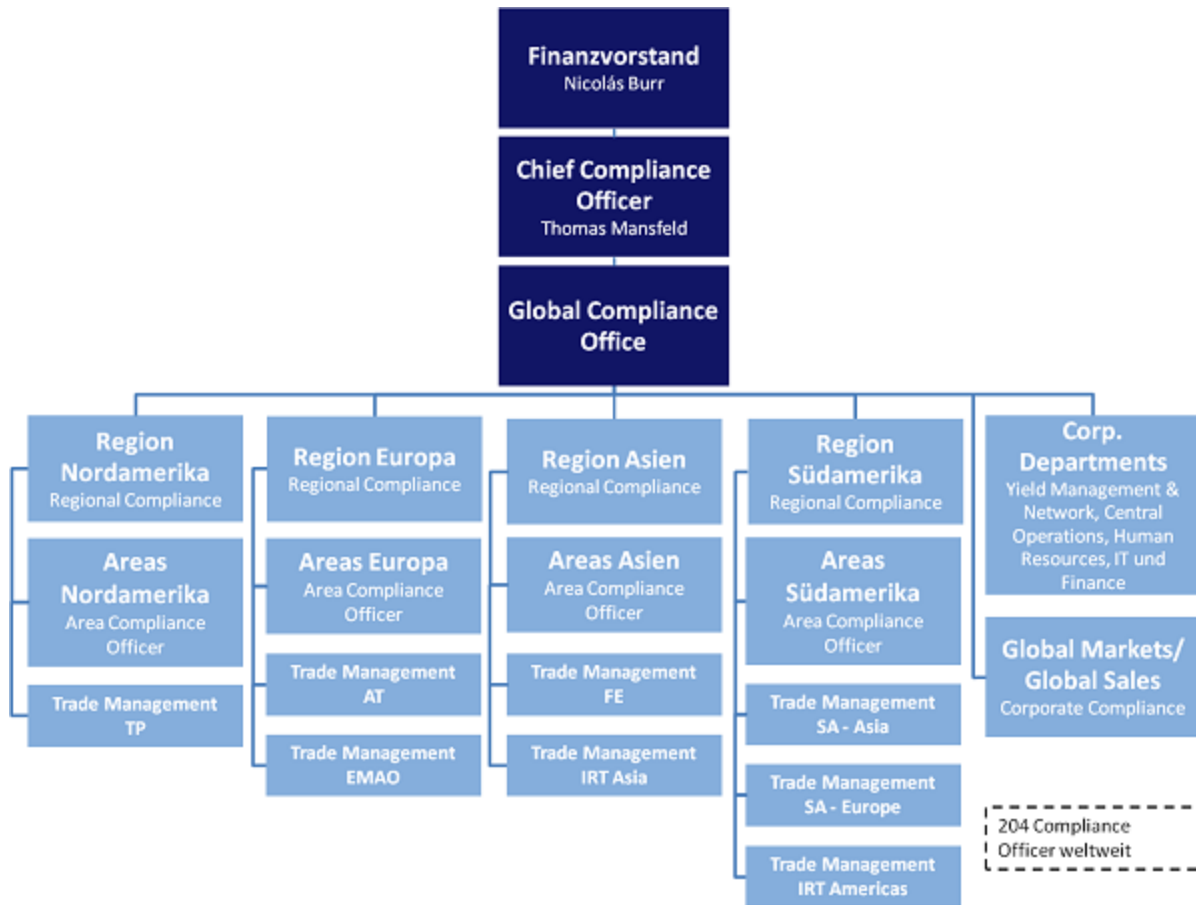 Finanzvorstand
Nicolás Burr
Chief Compliance
Officer
Thomas Mansfeld
Global Compliance
Office
Region
Nordamerika
Regional Compliance
Areas
Nordamerika
Area Compliance
Officer
Trade Management
TP
Region Europa
Regional Compliance
Areas Europa
Area Compliance
Officer
Trade Management
AT
Trade Management
EMAO
Region Asien
Regional Compliance
Areas Asien
Area Compliance
Officer
Trade Management
FE
Trade Management
IRT Asia
Region
Südamerika
Regional Compliance
Areas
Südamerika
Area Compliance
Officer
Trade Management
SA - Asia
Trade Management
SA - Europe
Trade Management
IRT Americas
Corp.
Departments
Yield Management &
Network, Central
Operations, Human
Resources, IT und
Finance
Global Markets/
Global Sales
Corporate Compliance
204 Compliance
Officer weltweit